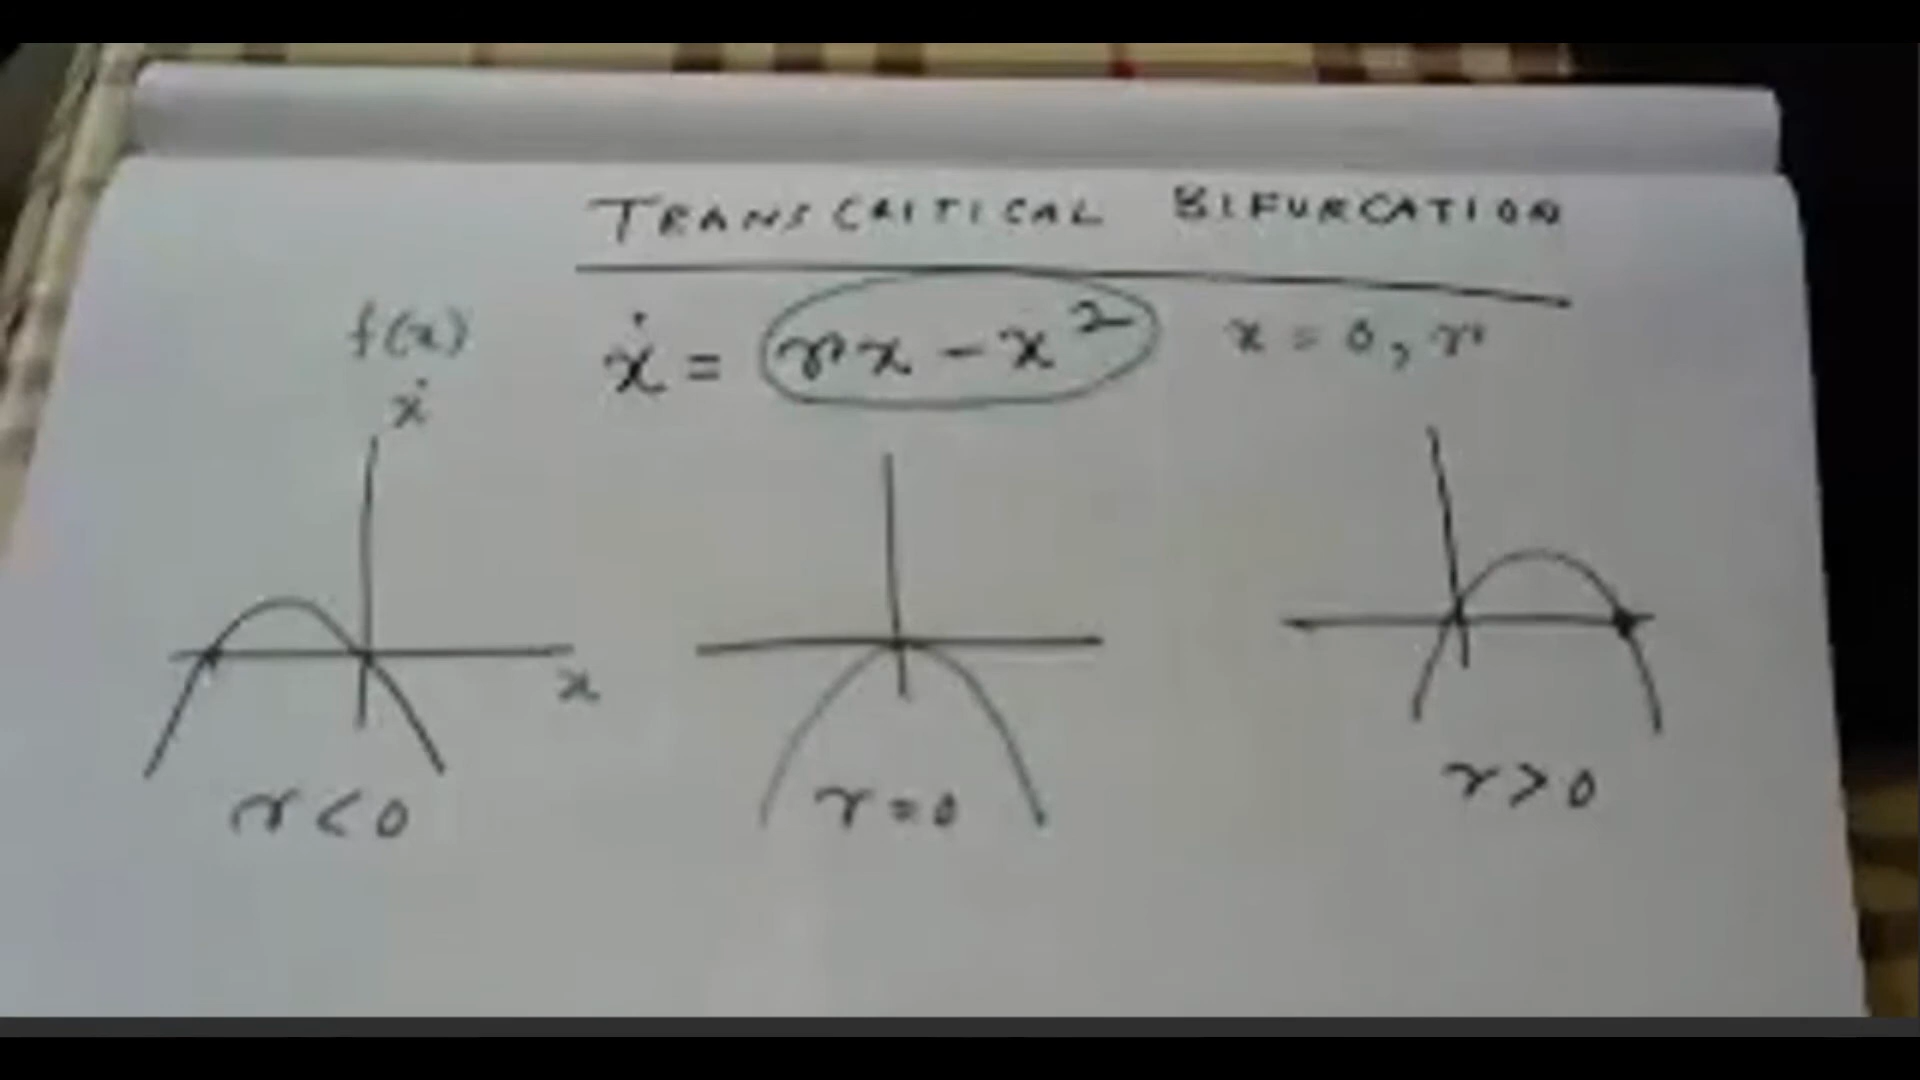 TRANSCRITICAL BIFURCATION
f(x)
ẋ = rx - x² x = 0, r
ẋ
x
r < 0 r = 0 r > 0